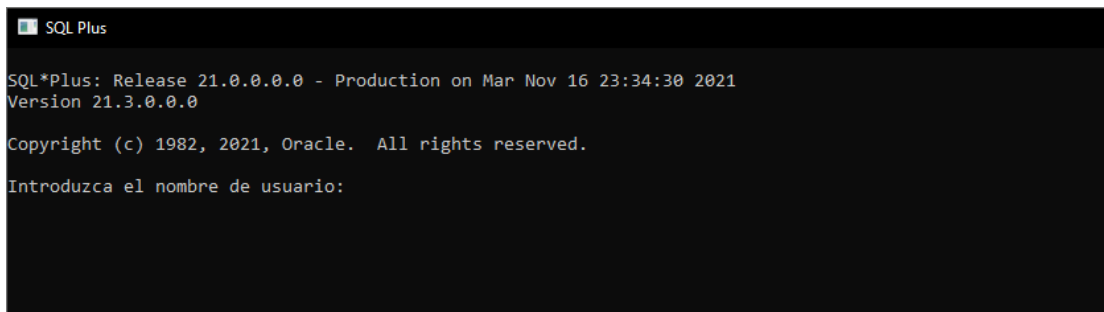 SQL Plus
SQL*Plus: Release 21.0.0.0.0 - Production on Mar Nov 16 23:34:30 2021
Version 21.3.0.0.0
Copyright (c) 1982, 2021, Oracle.  All rights reserved.
Introduzca el nombre de usuario: